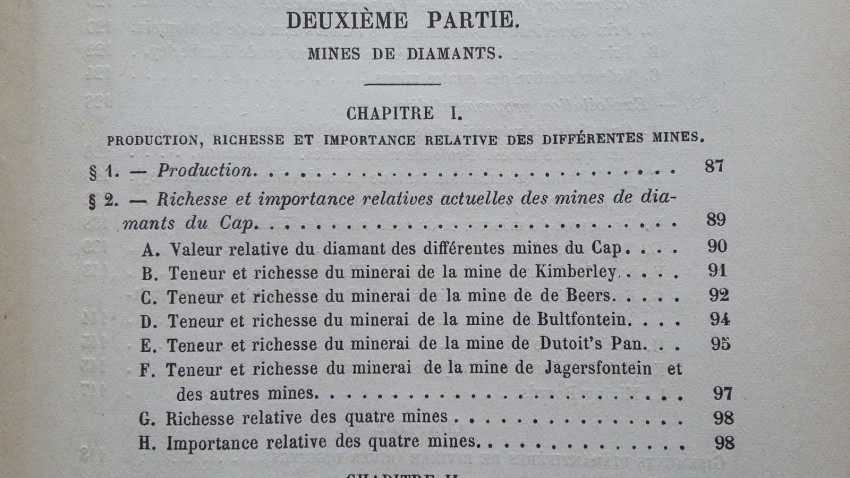 DEUXIÈME PARTIE.
MINES DE DIAMANTS.
CHAPITRE I.
PRODUCTION, RICHESSE ET IMPORTANCE RELATIVE DES DIFFÉRENTES MINES.
§ 1. — Production. . . . . . . . . . . . . . . . . . . . . . . . . . . . 87
§ 2. — Richesse et importance relatives actuelles des mines de dia-
mants du Cap. . . . . . . . . . . . . . . . . . . . . . . . . . . . 89
A. Valeur relative du diamant des différentes mines du Cap. . . . 90
B. Teneur et richesse du minerai de la mine de Kimberley. . . . 91
C. Teneur et richesse du minerai de la mine de de Beers. . . . 92
D. Teneur et richesse du minerai de la mine de Bultfontein. . . . 94
E. Teneur et richesse du minerai de la mine de Dutoit's Pan. . . 95
F. Teneur et richesse du minerai de la mine de Jagersfontein et
des autres mines. . . . . . . . . . . . . . . . . . . . . . . . 97
G. Richesse relative des quatre mines . . . . . . . . . . . . . . . 98
H. Importance relative des quatre mines. . . . . . . . . . . . . . 98